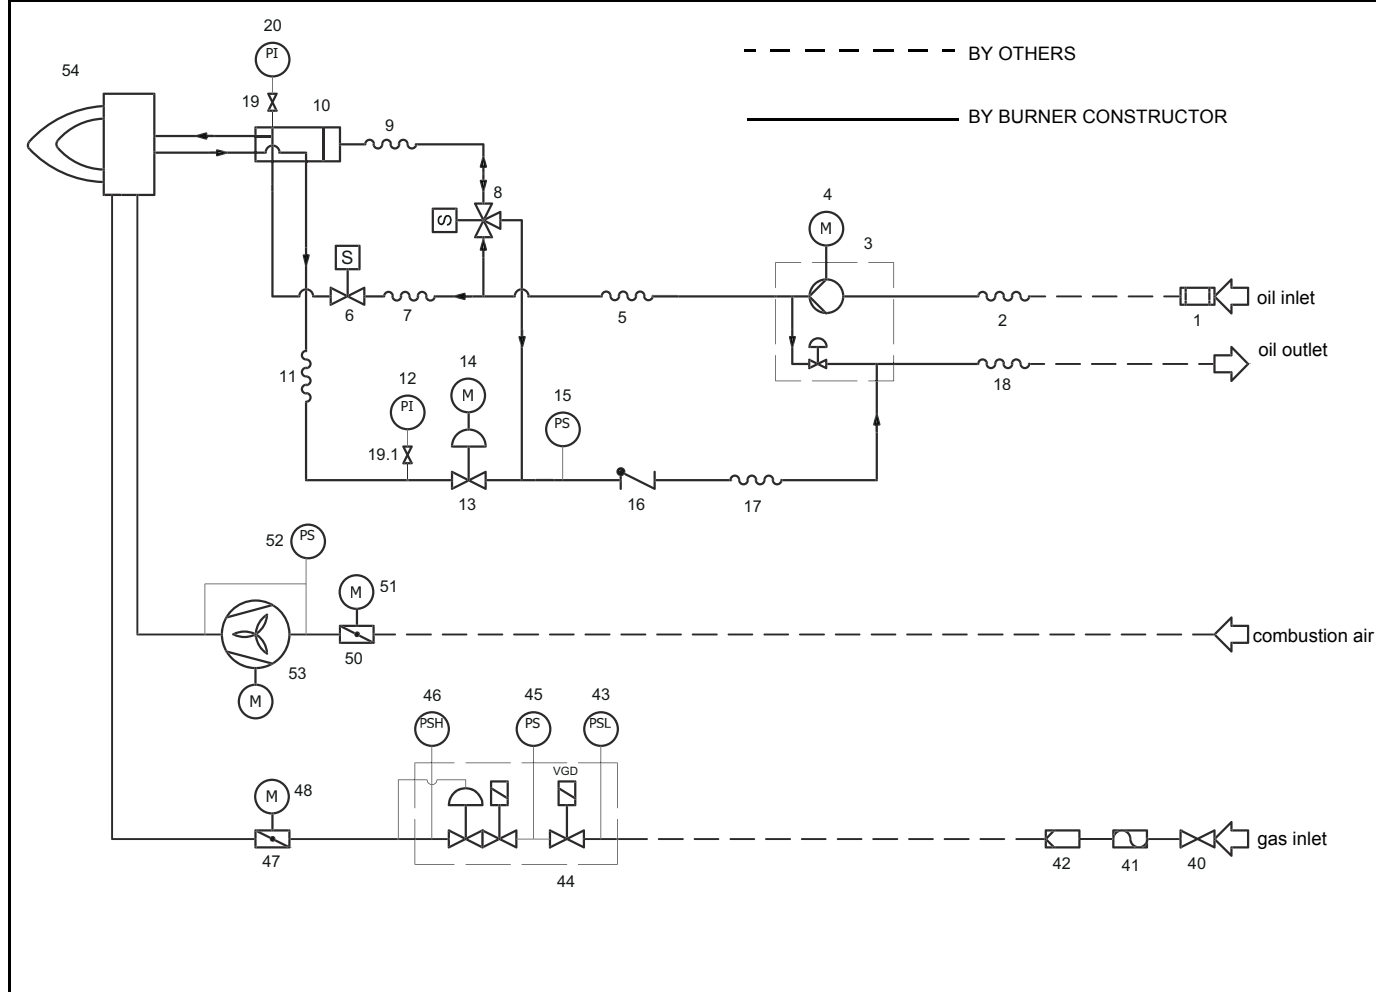 20
PI
54
19
10
9
BY OTHERS
BY BURNER CONSTRUCTOR
8
S
4
M
3
S
6
7
5
2
1
oil inlet
oil outlet
18
11
12
PI
14
M
15
PS
19.1
13
16
17
52
PS
M
51
50
53
M
combustion air
46
PSH
45
PS
43
PSL
VGD
M
48
47
44
42
41
40
gas inlet